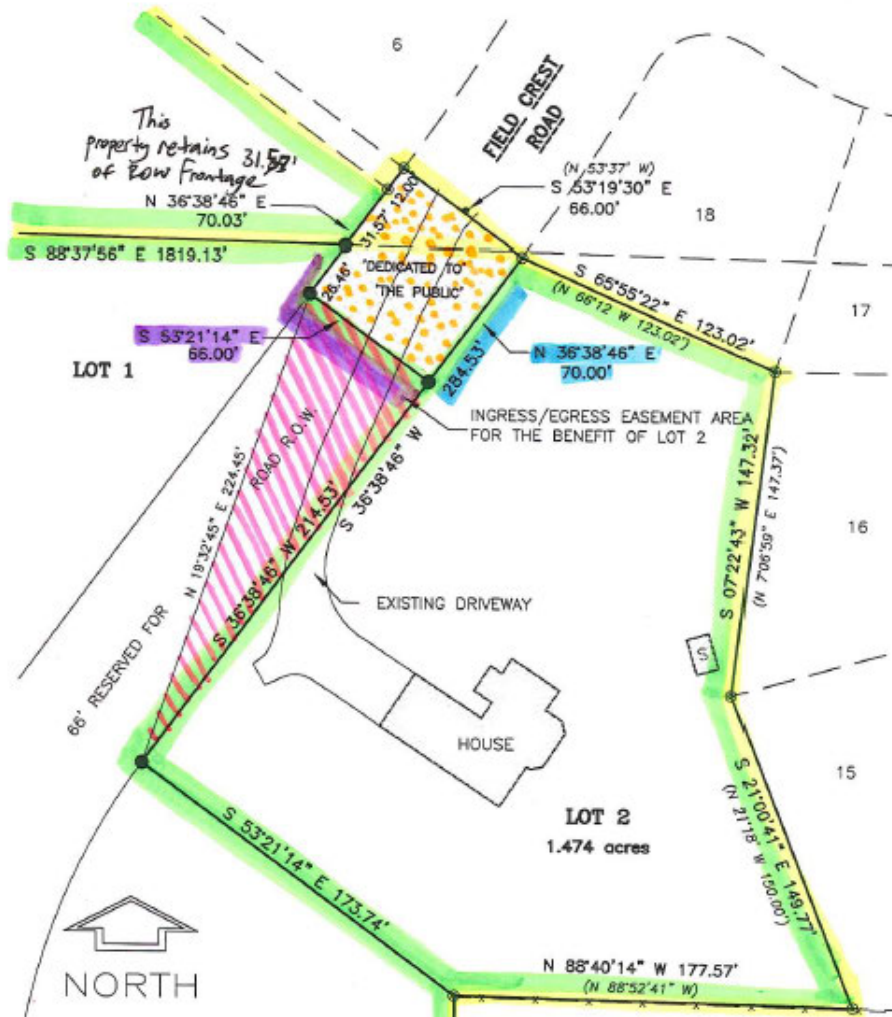 6
FIELD CREST
ROAD
This
property retains 31.57'
of Row Frontage
(N 53°37' W)
S 53°19'30" E
66.00'
18
N 36°38'46" E
70.03'
12.00'
31.57'
26.46'
S 88°37'56" E 1819.13'
"DEDICATED TO"
"THE PUBLIC"
S 65°55'22" E 123.02'
(N 66°12 W 123.02')
17
S 53°21'14" E
66.00'
LOT 1
284.53'
N 36°38'46" E
70.00'
INGRESS/EGRESS EASEMENT AREA
FOR THE BENEFIT OF LOT 2
S 36°38'46" W
ROAD R.O.W.
N 19°32'45" E 224.45'
S 36°38'46" W 214.53'
S 07°22'43" W 147.32'
(N 7°06'59" E 147.37')
16
EXISTING DRIVEWAY
66' RESERVED FOR
S
HOUSE
15
LOT 2
1.474 acres
S 21°00'41" E 149.77'
(N 21°18' W 150.00')
S 53°21'14" E 173.74'
NORTH
N 88°40'14" W 177.57'
(N 88°52'41" W)